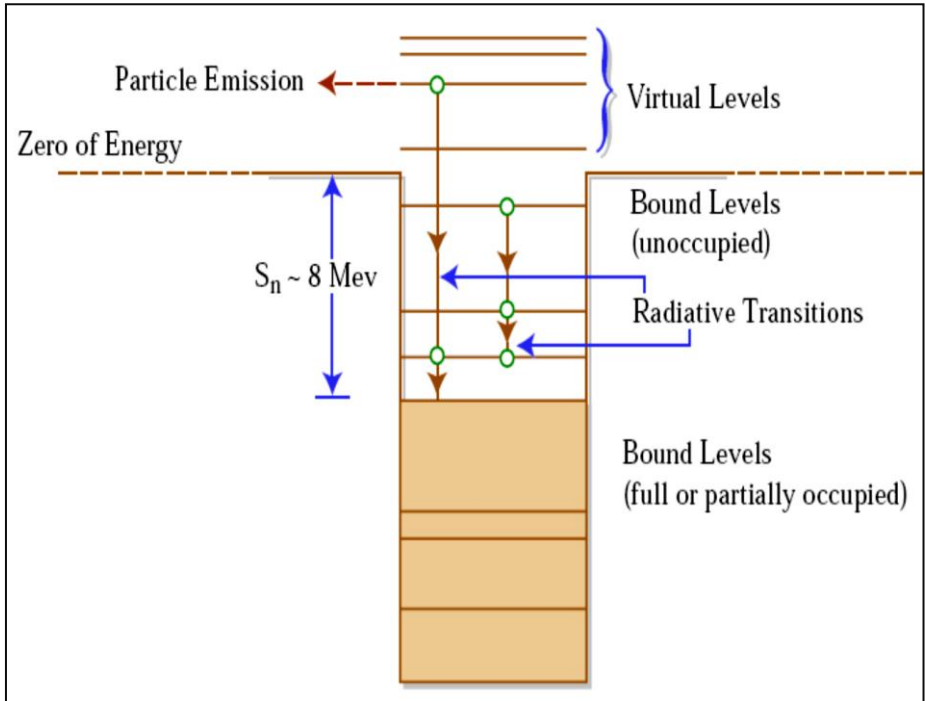 Particle Emission
Virtual Levels
Zero of Energy
Bound Levels
(unoccupied)
Sₙ ~ 8 Mev
Radiative Transitions
Bound Levels
(full or partially occupied)